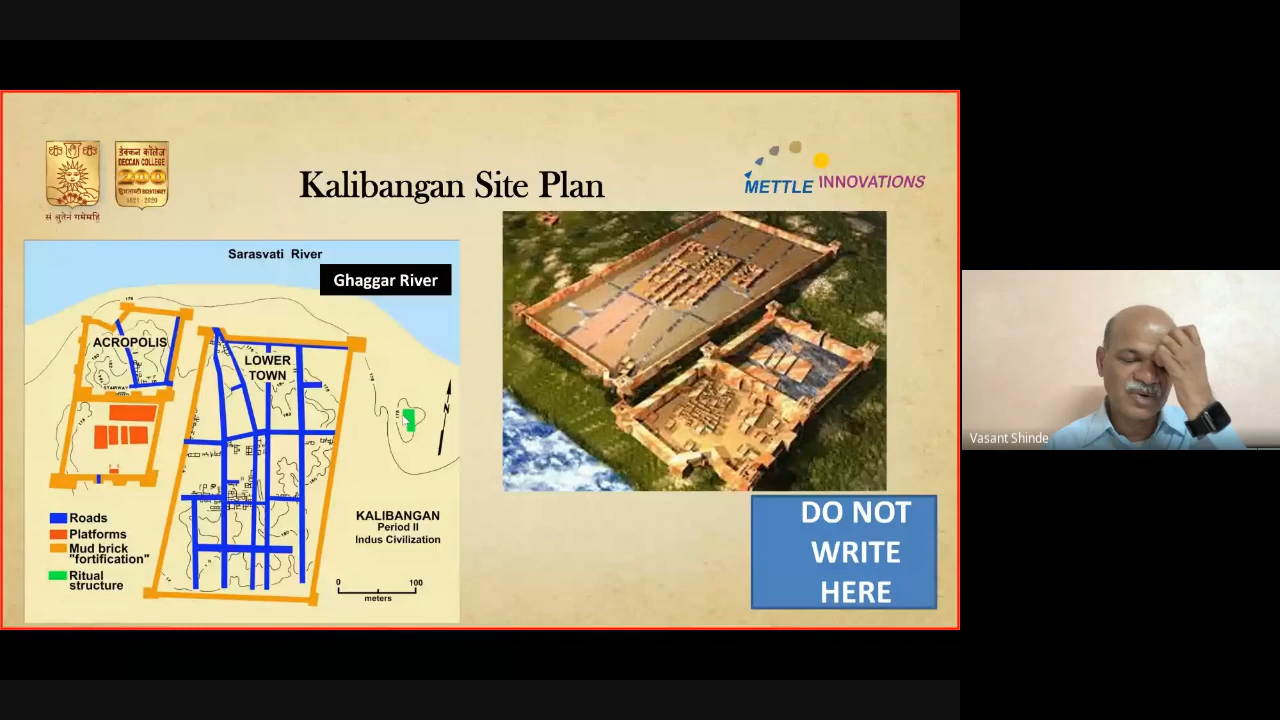 Kalibangan Site Plan
डेक्कन कॉलेज
DECCAN COLLEGE
200
1821 - 2020
METTLE INNOVATIONS
Sarasvati River
Ghaggar River
ACROPOLIS
STAIRWAY
LOWER
TOWN
N
Roads
Platforms
Mud brick
"fortification"
Ritual
structure
KALIBANGAN
Period II
Indus Civilization
0 100
meters
DO NOT
WRITE
HERE
Vasant Shinde